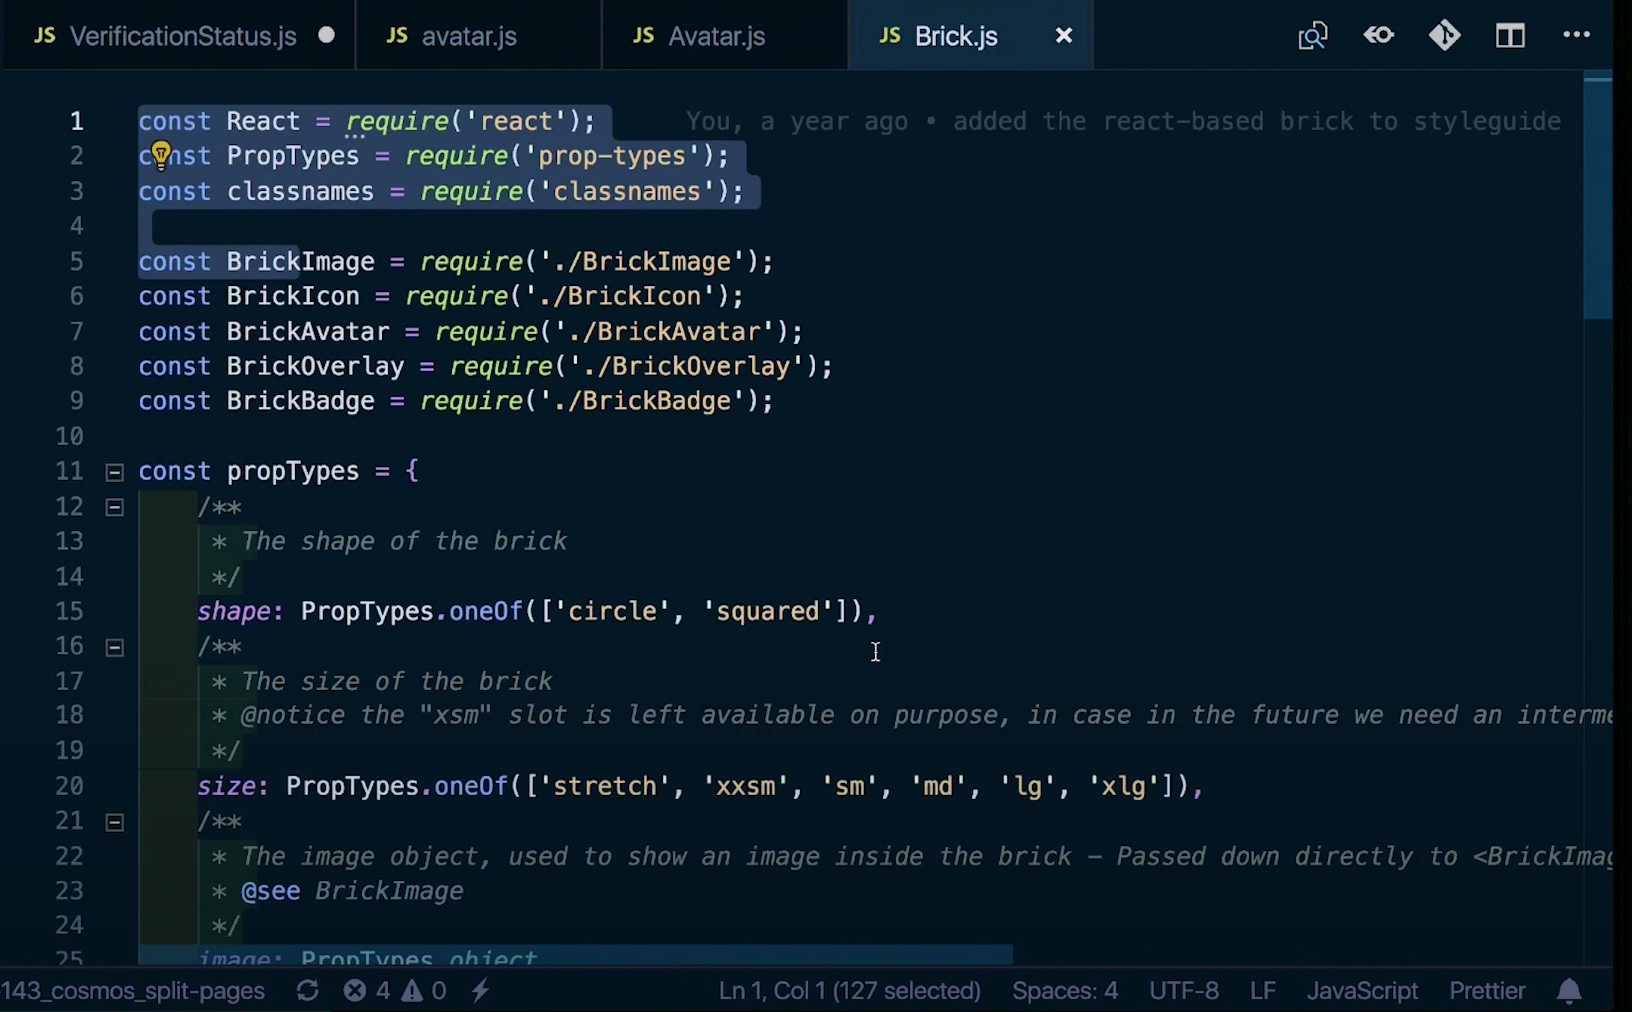 JS VerificationStatus.js JS avatar.js JS Avatar.js JS Brick.js
1 const React = require('react'); You, a year ago • added the react-based brick to styleguide
2 const PropTypes = require('prop-types');
3 const classnames = require('classnames');
4
5 const BrickImage = require('./BrickImage');
6 const BrickIcon = require('./BrickIcon');
7 const BrickAvatar = require('./BrickAvatar');
8 const BrickOverlay = require('./BrickOverlay');
9 const BrickBadge = require('./BrickBadge');
10
11 const propTypes = {
12 /**
13 * The shape of the brick
14 */
15 shape: PropTypes.oneOf(['circle', 'squared']),
16 /**
17 * The size of the brick
18 * @notice the "xsm" slot is left available on purpose, in case in the future we need an interme
19 */
20 size: PropTypes.oneOf(['stretch', 'xxsm', 'sm', 'md', 'lg', 'xlg']),
21 /**
22 * The image object, used to show an image inside the brick – Passed down directly to <BrickImag
23 * @see BrickImage
24 */
25 image: PropTypes.object
-143_cosmos_split-pages 4 0 Ln 1, Col 1 (127 selected) Spaces: 4 UTF-8 LF JavaScript Prettier